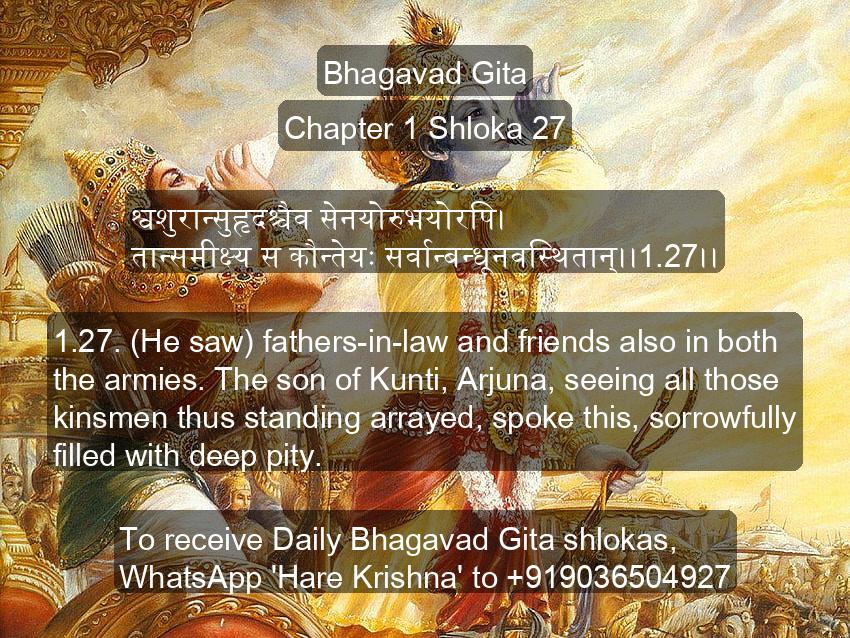 Bhagavad Gita
Chapter 1 Shloka 27
श्वशुरान्सुहृदश्चैव सेनयोरुभयोरपि।
तान्समीक्ष्य स कौन्तेयः सर्वान्बन्धूनवस्थितान्।।1.27।।
1.27. (He saw) fathers-in-law and friends also in both
the armies. The son of Kunti, Arjuna, seeing all those
kinsmen thus standing arrayed, spoke this, sorrowfully
filled with deep pity.
To receive Daily Bhagavad Gita shlokas,
WhatsApp 'Hare Krishna' to +919036504927